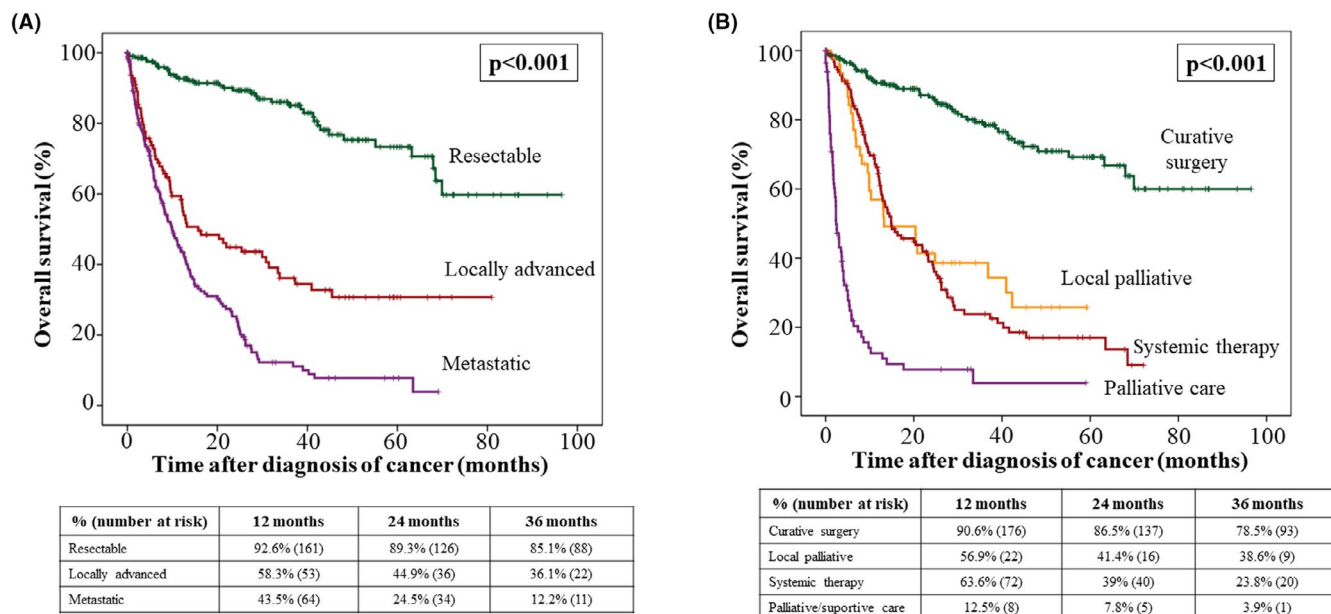 (A)
p<0.001
Overall survival (%)
100
80
60
40
20
0
Resectable
Locally advanced
Metastatic
0 20 40 60 80 100
Time after diagnosis of cancer (months)
% (number at risk) 12 months 24 months 36 months
Resectable 92.6% (161) 89.3% (126) 85.1% (88)
Locally advanced 58.3% (53) 44.9% (36) 36.1% (22)
Metastatic 43.5% (64) 24.5% (34) 12.2% (11)
(B)
p<0.001
Overall survival (%)
100
80
60
40
20
0
Curative
surgery
Local palliative
Systemic therapy
Palliative care
0 20 40 60 80 100
Time after diagnosis of cancer (months)
% (number at risk) 12 months 24 months 36 months
Curative surgery 90.6% (176) 86.5% (137) 78.5% (93)
Local palliative 56.9% (22) 41.4% (16) 38.6% (9)
Systemic therapy 63.6% (72) 39% (40) 23.8% (20)
Palliative/suportive care 12.5% (8) 7.8% (5) 3.9% (1)